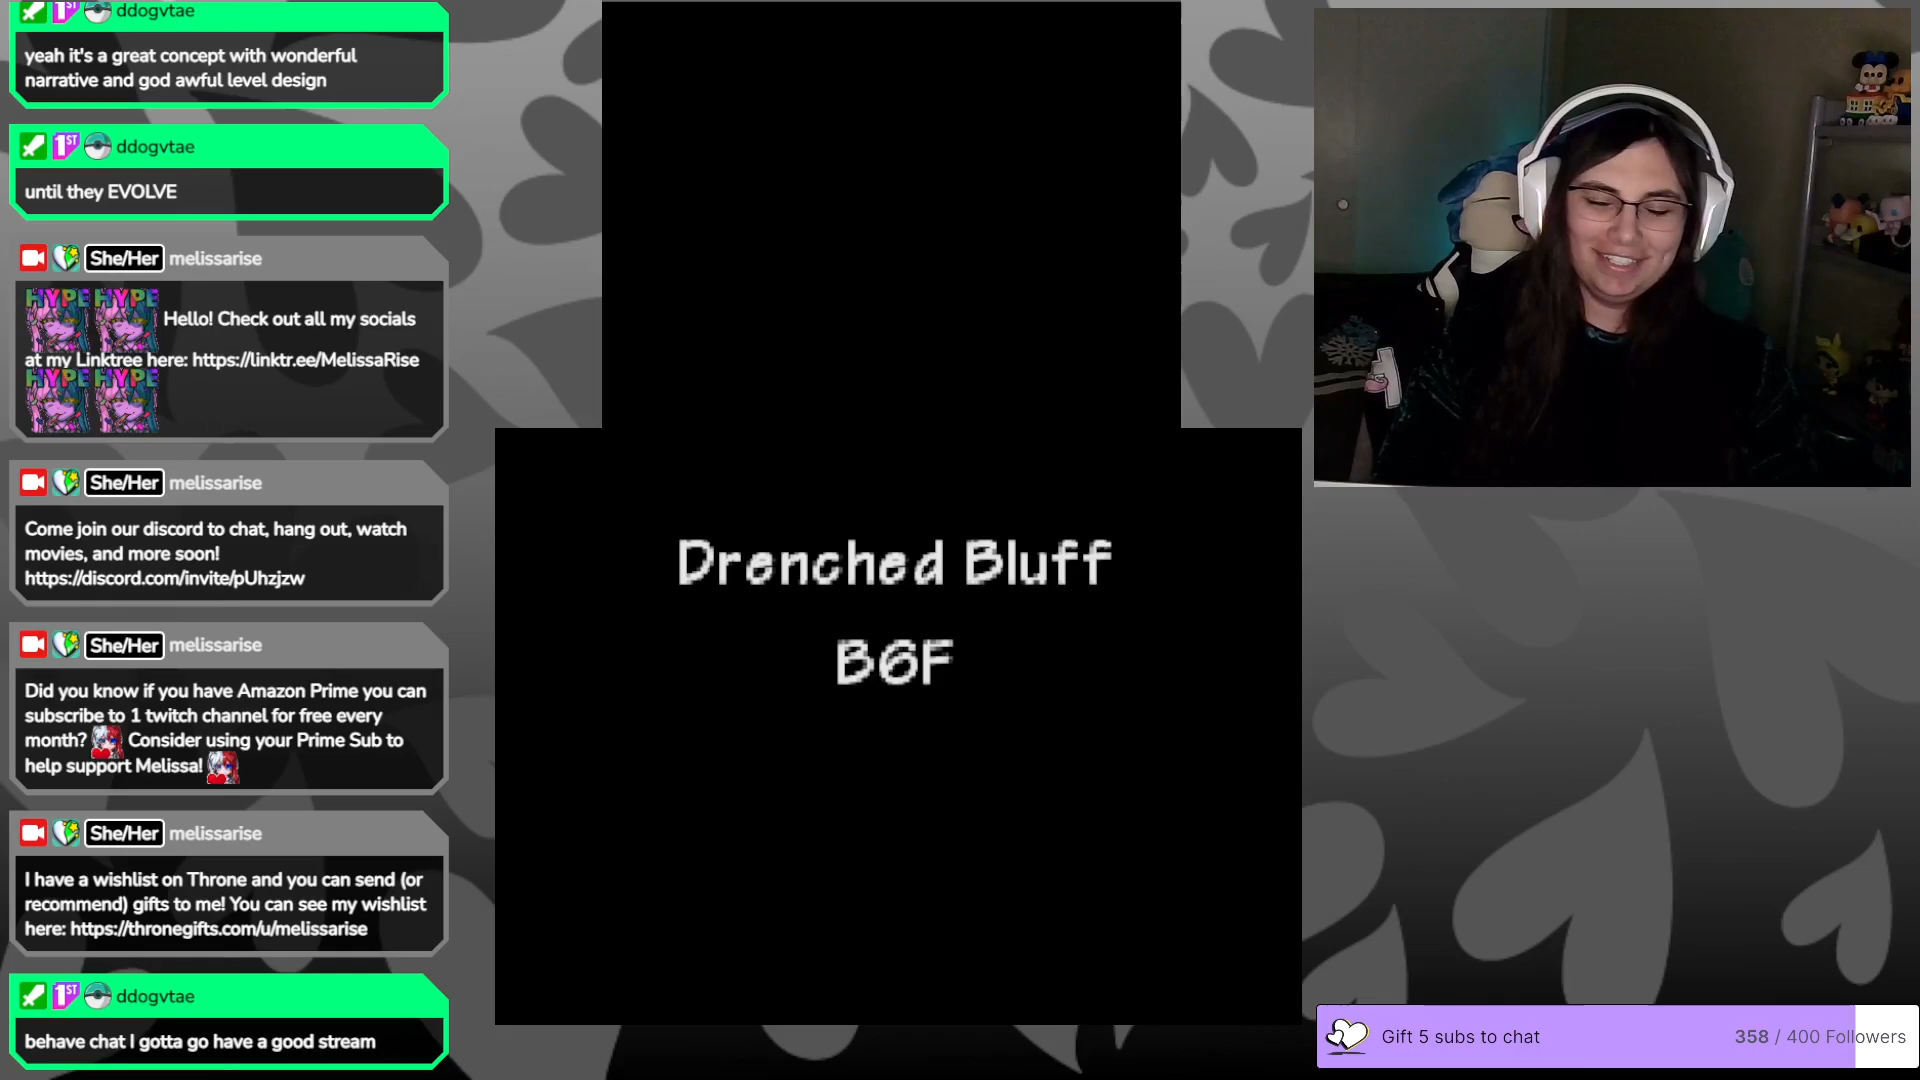 ddogvtae
yeah it's a great concept with wonderful
narrative and god awful level design
1ST ddogvtae
until they EVOLVE
She/Her melissarise
HYPE HYPE Hello! Check out all my socials
at my Linktree here: https://linktr.ee/MelissaRise
HYPE HYPE
She/Her melissarise
Come join our discord to chat, hang out, watch
movies, and more soon!
https://discord.com/invite/pUhzjzw
She/Her melissarise
Did you know if you have Amazon Prime you can
subscribe to 1 twitch channel for free every
month? Consider using your Prime Sub to
help support Melissa!
She/Her melissarise
I have a wishlist on Throne and you can send (or
recommend) gifts to me! You can see my wishlist
here: https://thronegifts.com/u/melissarise
1ST ddogvtae
behave chat I gotta go have a good stream
Drenched Bluff
B6F
Gift 5 subs to chat 358 / 400 Followers